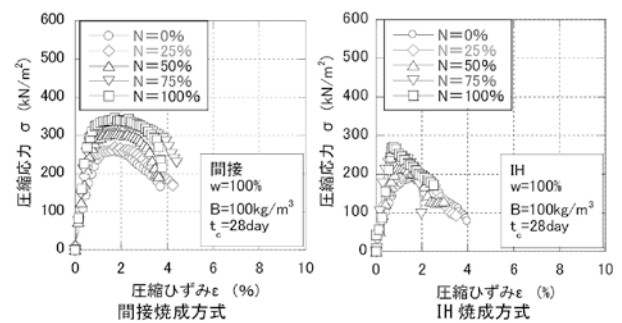 圧縮応力 σ (kN/m²)
600
500
400
300
200
100
0
N=0%
N=25%
N=50%
N=75%
N=100%
間接
w=100%
B=100kg/m³
t_c=28day
0 2 4 6 8 10
圧縮ひずみε (%)
間接焼成方式
圧縮応力 σ (kN/m²)
600
500
400
300
200
100
0
N=0%
N=25%
N=50%
N=75%
N=100%
IH
w=100%
B=100kg/m³
t_c=28day
0 2 4 6 8 10
圧縮ひずみε (%)
IH 焼成方式